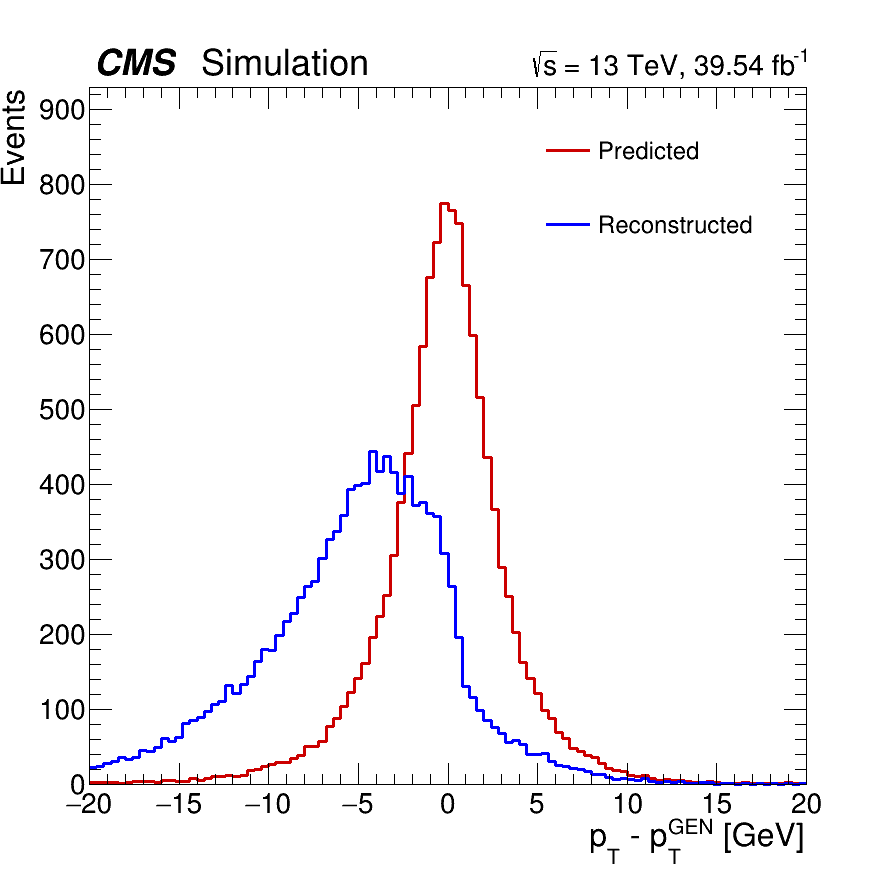 CMS Simulation
√s = 13 TeV, 39.54 fb⁻¹
Events
900
800
700
600
500
400
300
200
100
0
Predicted
Reconstructed
−20 −15 −10 −5 0 5 10 15 20
p_T - p_T^GEN [GeV]